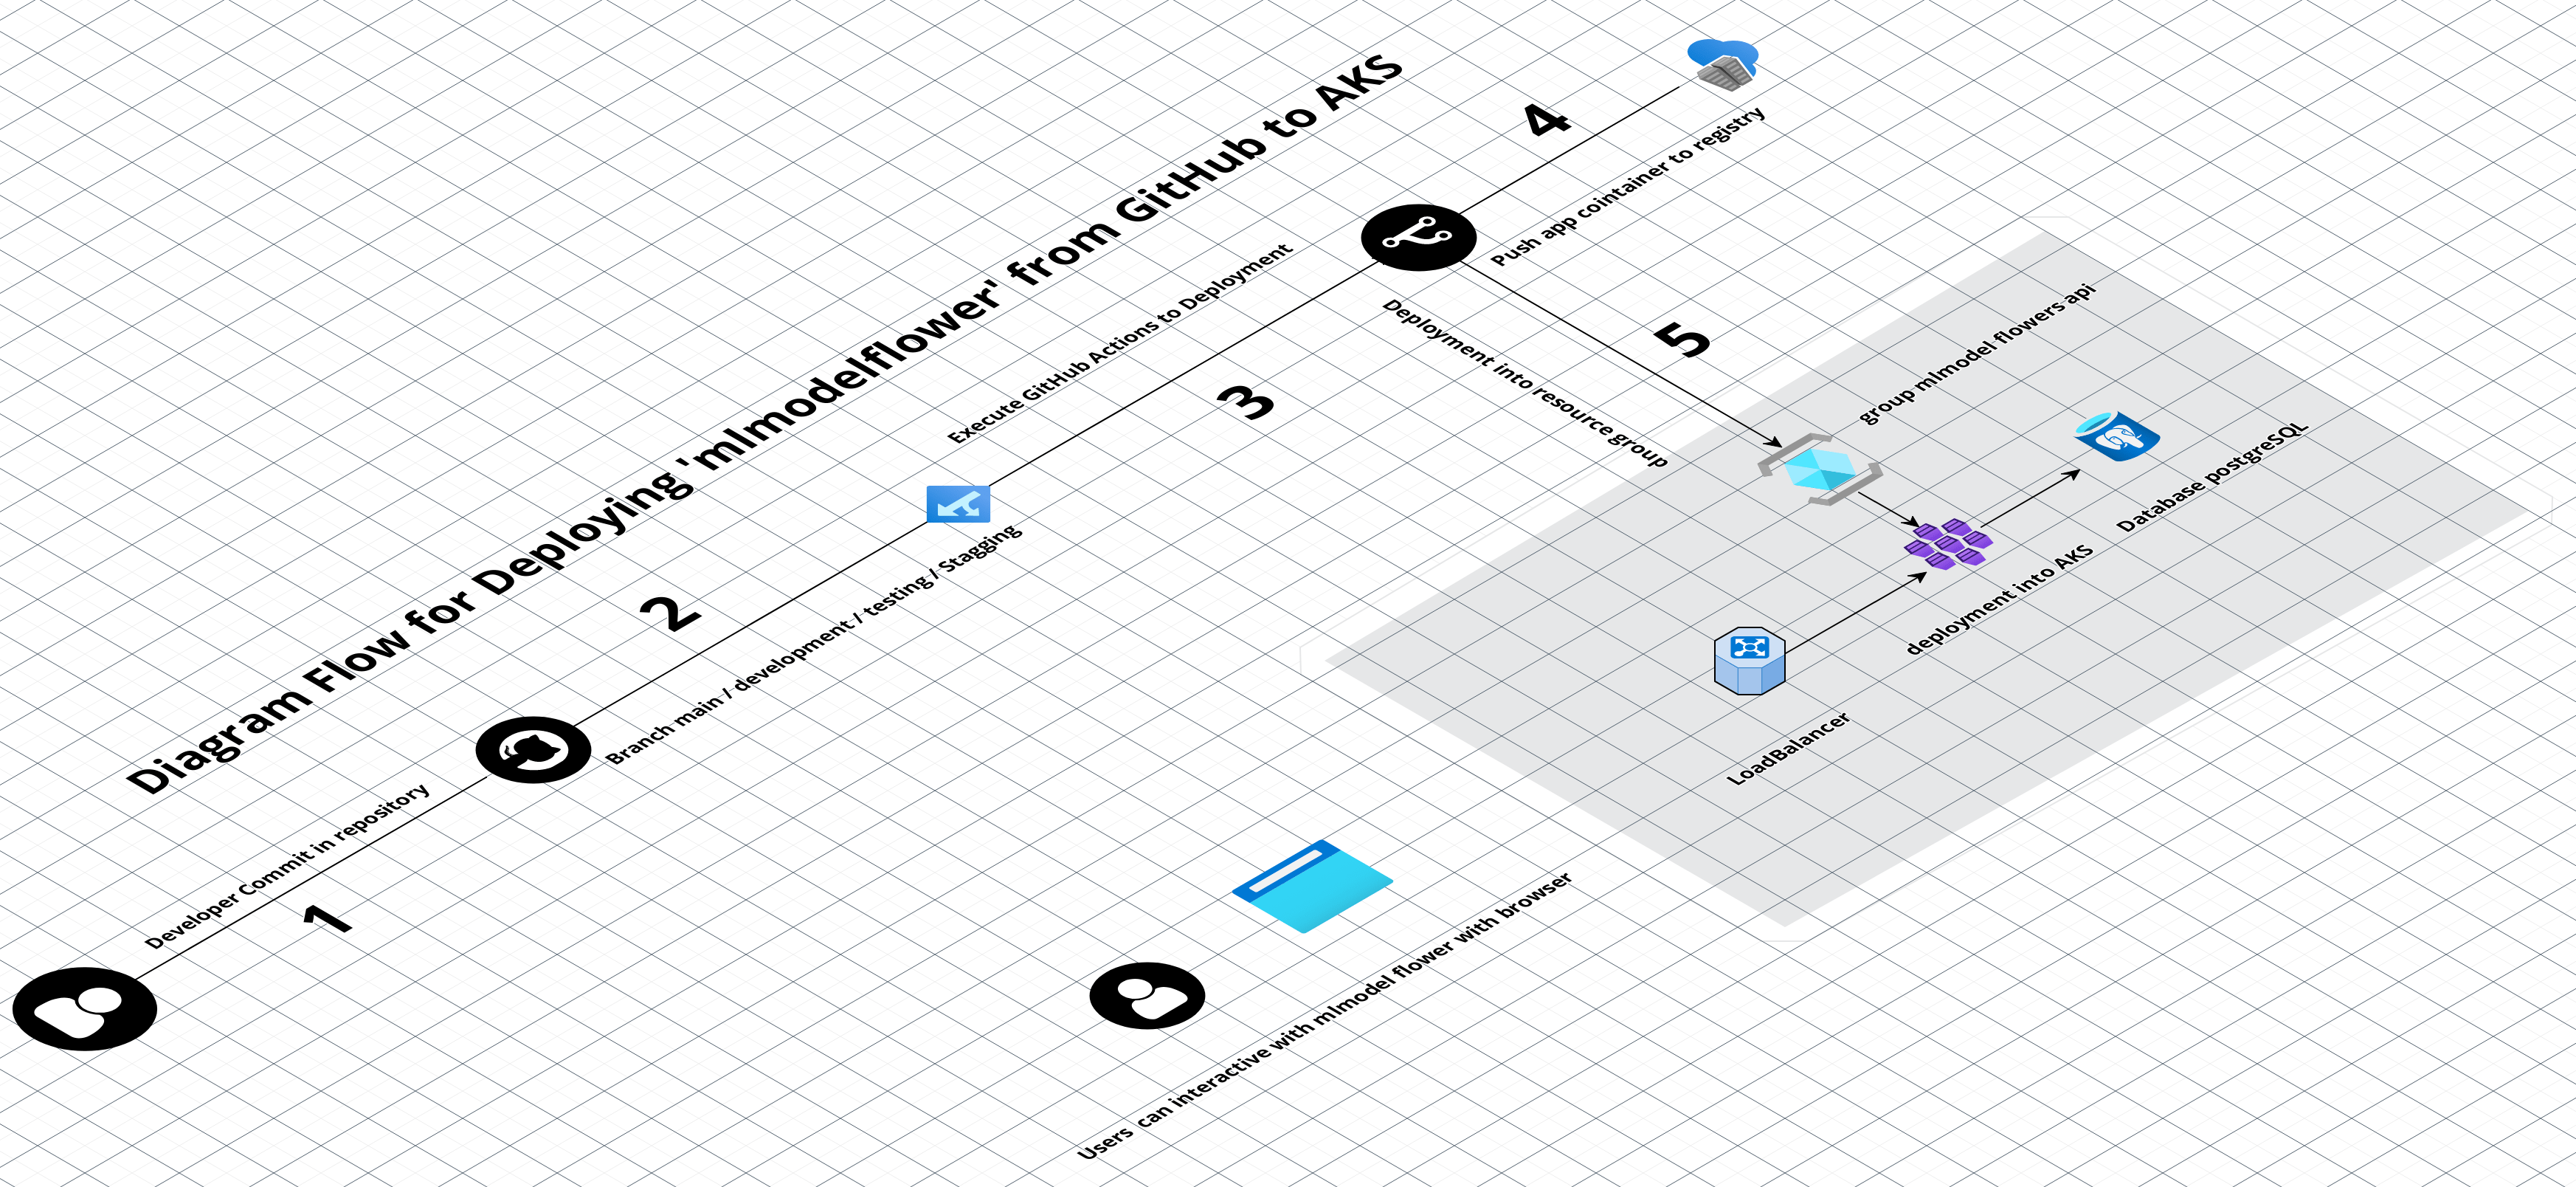 Diagram Flow for Deploying 'mlmodelflower' from GitHub to AKS
1
Developer Commit in repository
2
Branch main / development / testing / Stagging
3
Execute GitHub Actions to Deployment
4
Push app cointainer to registry
5
Deployment into resource group
group mlmodel flowers api
Database postgreSQL
deployment into AKS
LoadBalancer
Users can interactive with mlmodel flower with browser